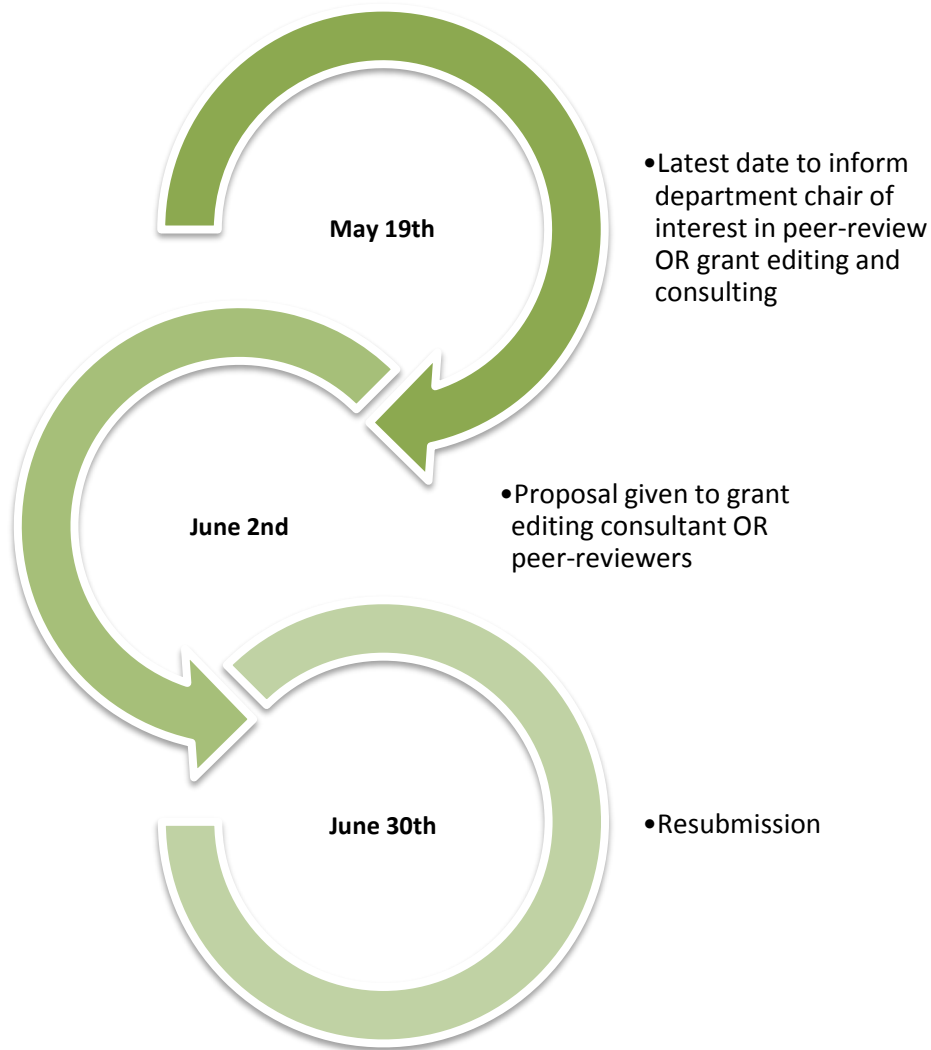 May 19th
•Latest date to inform
department chair of
interest in peer-review
OR grant editing and
consulting
June 2nd
•Proposal given to grant
editing consultant OR
peer-reviewers
June 30th
•Resubmission